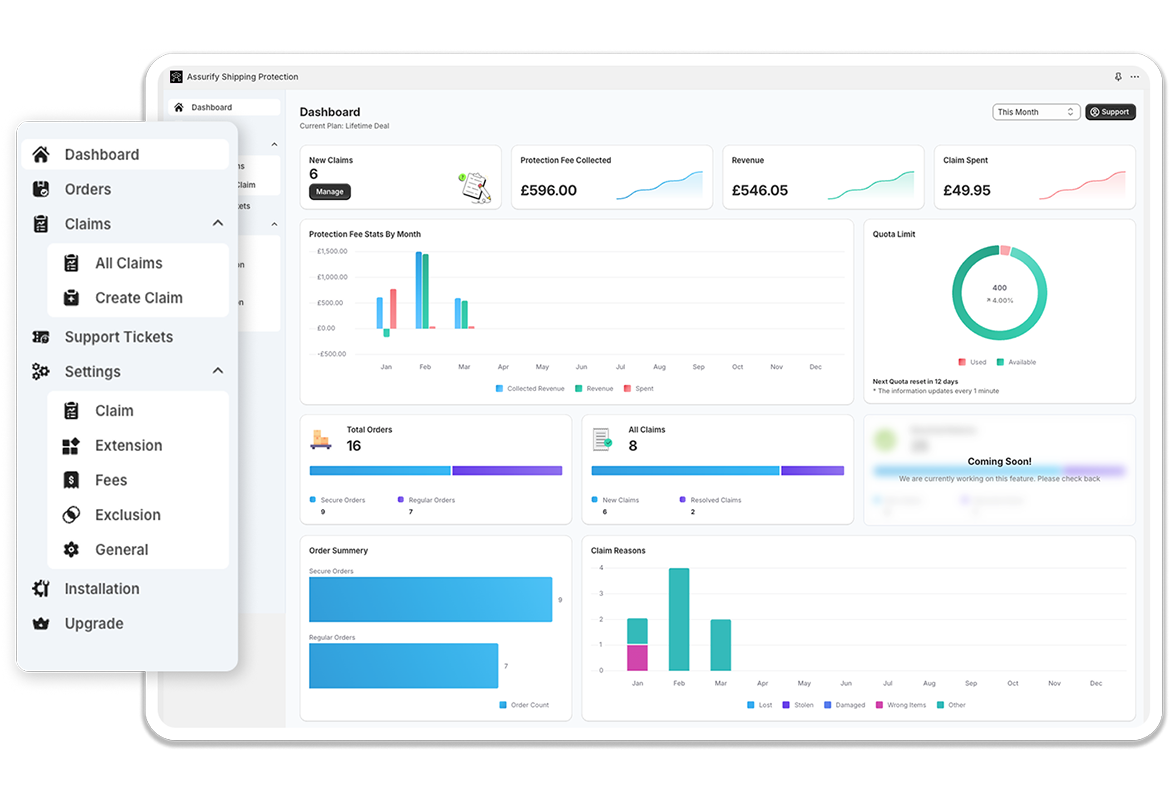 Assurify Shipping Protection
Dashboard
Dashboard
Orders
Claims
All Claims
Create Claim
Support Tickets
Settings
Claim
Extension
Fees
Exclusion
General
Installation
Upgrade
Dashboard
Current Plan: Lifetime Deal
This Month
Support
New Claims
6
Manage
Protection Fee Collected
£596.00
Revenue
£546.05
Claim Spent
£49.95
Protection Fee Stats By Month
£1,500.00
£1,000.00
£500.00
£0.00
-£500.00
Jan Feb Mar Apr May Jun Jul Aug Sep Oct Nov Dec
Collected Revenue Revenue Spent
Quota Limit
400
4.00%
Used Available
Next Quota reset in 12 days
* The information updates every 1 minute
Total Orders
16
Secure Orders Regular Orders
9 7
All Claims
8
New Claims Resolved Claims
6 2
Coming Soon!
We are currently working on this feature. Please check back
Order Summery
Secure Orders
9
Regular Orders
7
Order Count
Claim Reasons
4
3
2
1
0
Jan Feb Mar Apr May Jun Jul Aug Sep Oct Nov Dec
Lost Stolen Damaged Wrong Items Other